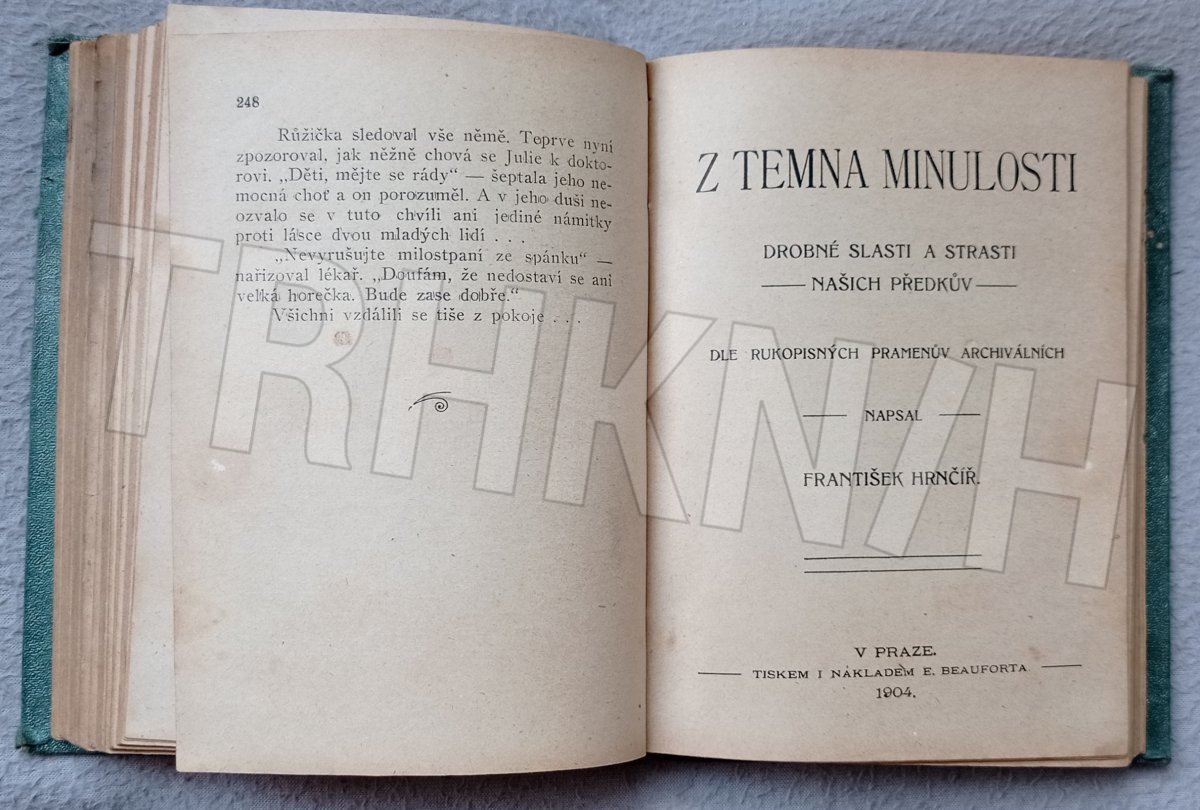 248
Růžička sledoval vše němě. Toprve nyní
zpozoroval, jak něžně chová se Julie k dokto-
rovi. „Děti, mějte se rády“ — šeptala jeho ne-
mocná choť a on porozuměl. A v jeho duši ne-
ozvalo se v tuto chvíli ani jediné námitky
proti lásce dvou mladých lidí . . .
„Nevyrušujte milostpaní ze spánku“ —
nařizoval lékař. „Doufám, že nedostaví se ani
velká horečka. Bude zase dobře.“
Všichni vzdálili se tiše z pokoje . . .
Z TEMNA MINULOSTI
DROBNÉ SLASTI A STRASTI
NAŠICH PŘEDKŮV
DLE RUKOPISNÝCH PRAMENŮV ARCHIVÁLNÍCH
NAPSAL
FRANTIŠEK HRNČÍŘ.
V PRAZE.
TISKEM I NÁKLADEM E. BEAUFORTA
1904.
TRHKNIH